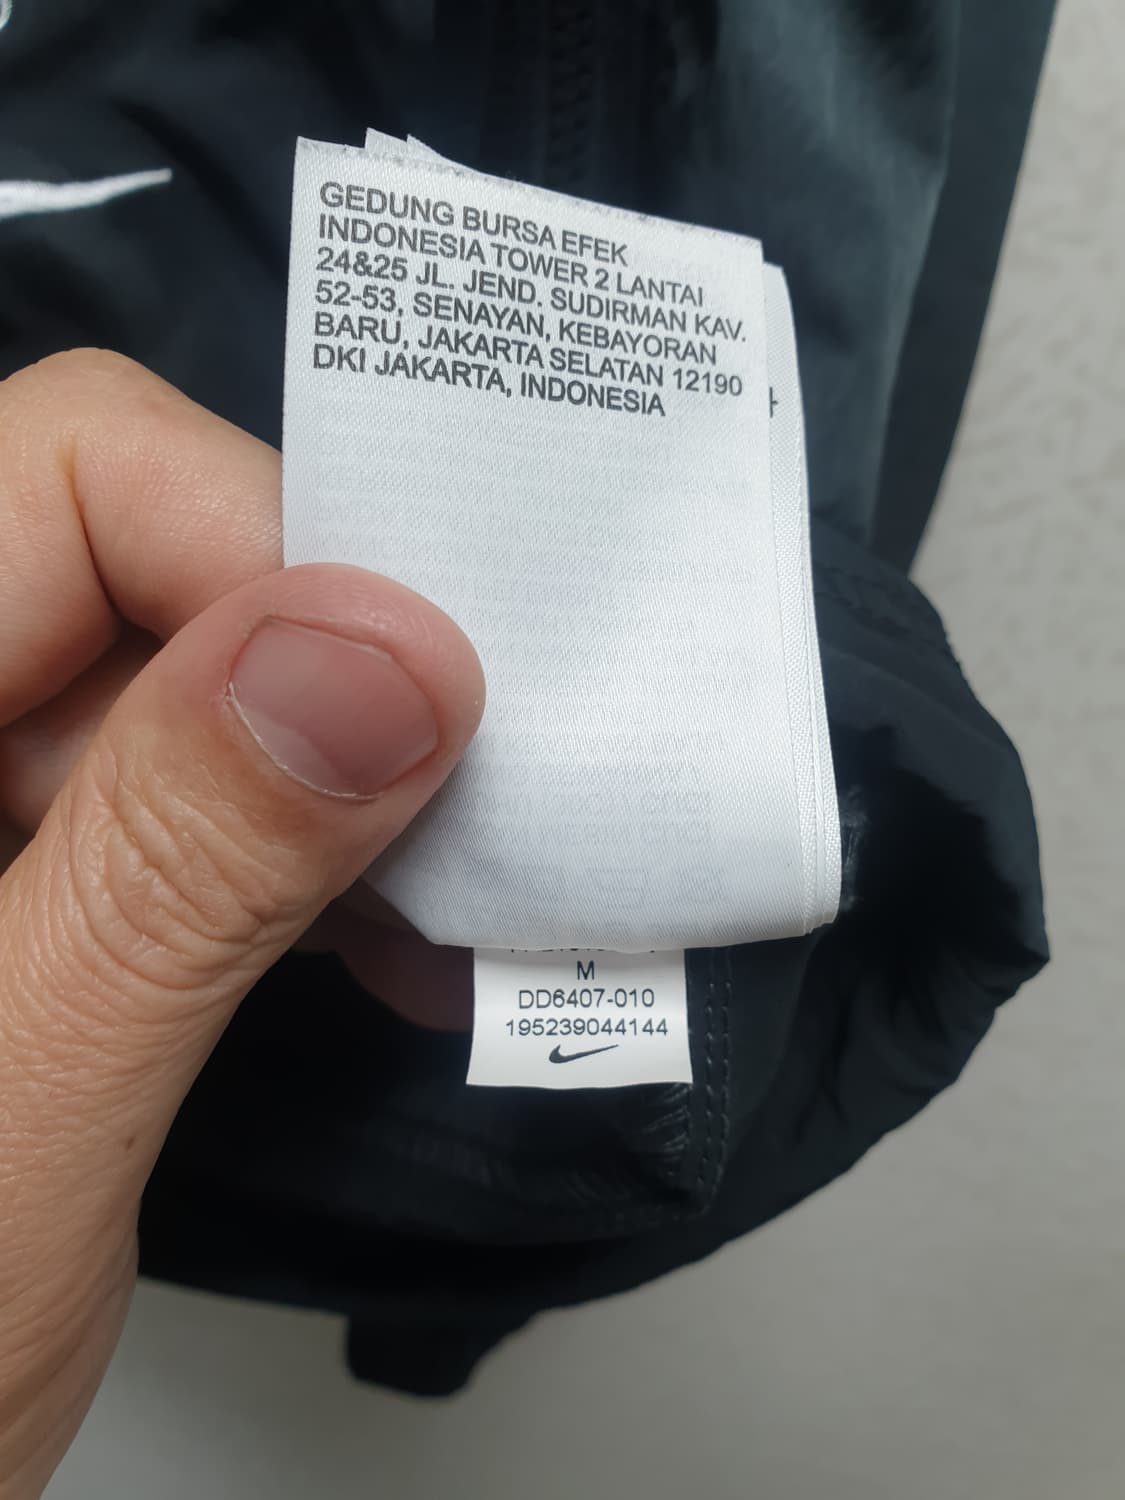 GEDUNG BURSA EFEK
INDONESIA TOWER 2 LANTAI
24&25 JL. JEND. SUDIRMAN KAV.
52-53, SENAYAN, KEBAYORAN
BARU, JAKARTA SELATAN 12190
DKI JAKARTA, INDONESIA
M
DD6407-010
195239044144